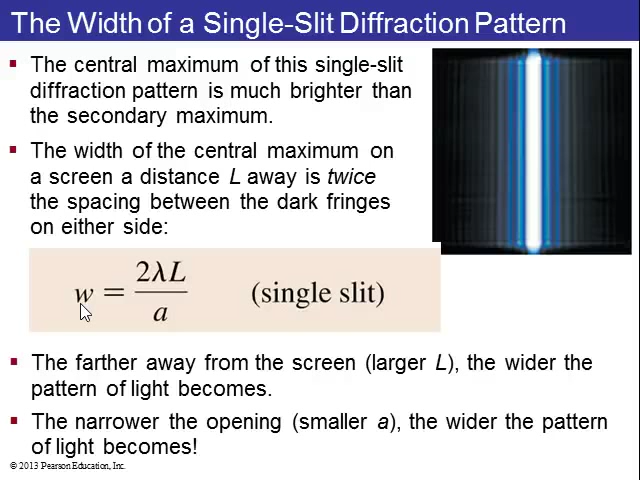 The Width of a Single-Slit Diffraction Pattern
▪ The central maximum of this single-slit
diffraction pattern is much brighter than
the secondary maximum.
▪ The width of the central maximum on
a screen a distance L away is twice
the spacing between the dark fringes
on either side:
w = 2λL / a (single slit)
▪ The farther away from the screen (larger L), the wider the
pattern of light becomes.
▪ The narrower the opening (smaller a), the wider the pattern
of light becomes!
© 2013 Pearson Education, Inc.